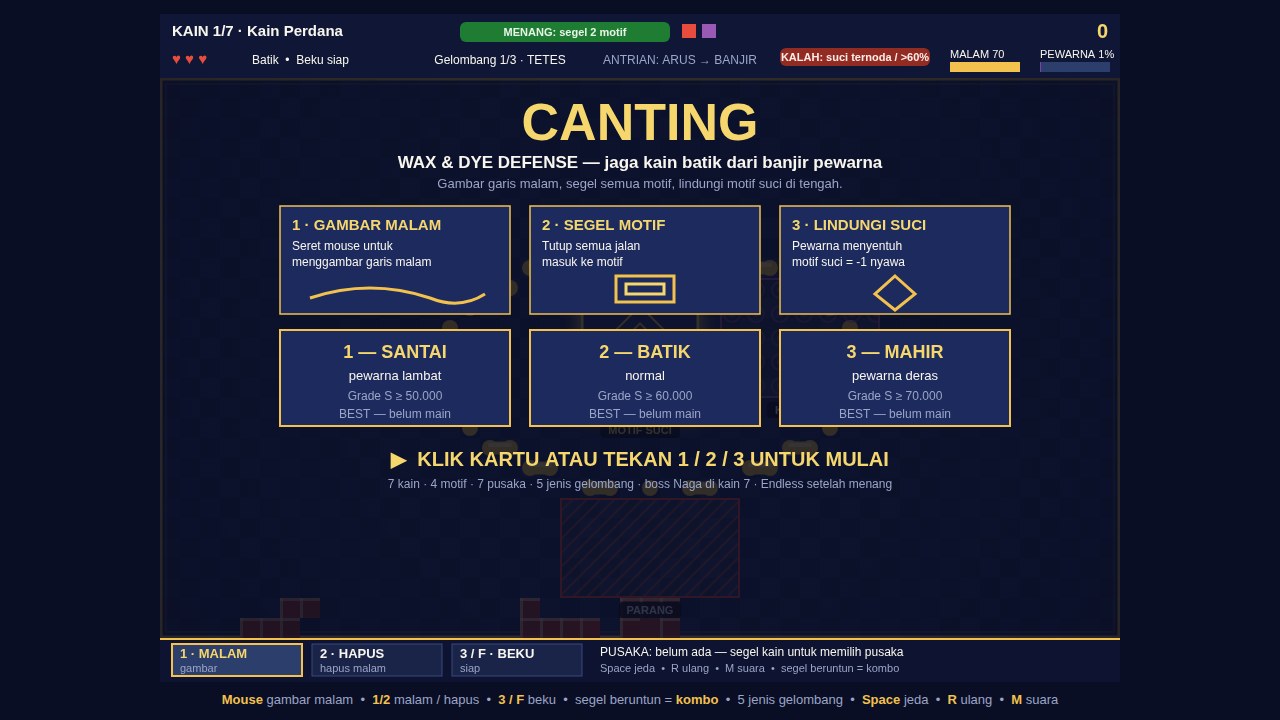 KAIN 1/7 · Kain Perdana
MENANG: segel 2 motif
0
♥ ♥ ♥
Batik • Beku siap
Gelombang 1/3 · TETES
ANTRIAN: ARUS → BANJIR
KALAH: suci ternoda / >60%
MALAM 70
PEWARNA 1%
CANTING
WAX & DYE DEFENSE — jaga kain batik dari banjir pewarna
Gambar garis malam, segel semua motif, lindungi motif suci di tengah.
1 · GAMBAR MALAM
Seret mouse untuk
menggambar garis malam
2 · SEGEL MOTIF
Tutup semua jalan
masuk ke motif
3 · LINDUNGI SUCI
Pewarna menyentuh
motif suci = -1 nyawa
1 — SANTAI
pewarna lambat
Grade S ≥ 50.000
BEST — belum main
2 — BATIK
normal
Grade S ≥ 60.000
BEST — belum main
3 — MAHIR
pewarna deras
Grade S ≥ 70.000
BEST — belum main
MOTIF SUCI
▶ KLIK KARTU ATAU TEKAN 1 / 2 / 3 UNTUK MULAI
7 kain · 4 motif · 7 pusaka · 5 jenis gelombang · boss Naga di kain 7 · Endless setelah menang
PARANG
1 · MALAM
gambar
2 · HAPUS
hapus malam
3 / F · BEKU
siap
PUSAKA: belum ada — segel kain untuk memilih pusaka
Space jeda • R ulang • M suara • segel beruntun = kombo
Mouse gambar malam • 1/2 malam / hapus • 3 / F beku • segel beruntun = kombo • 5 jenis gelombang • Space jeda • R ulang • M suara